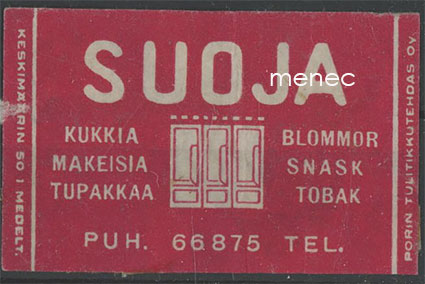 SUOJA
menec
KUKKIA
MAKEISIA
TUPAKKAA
BLOMMOR
SNASK
TOBAK
PUH. 66875 TEL.
KESKIMÄÄRIN 50 I MEDELT.
PORIN TULITIKKUTEHDAS OY.